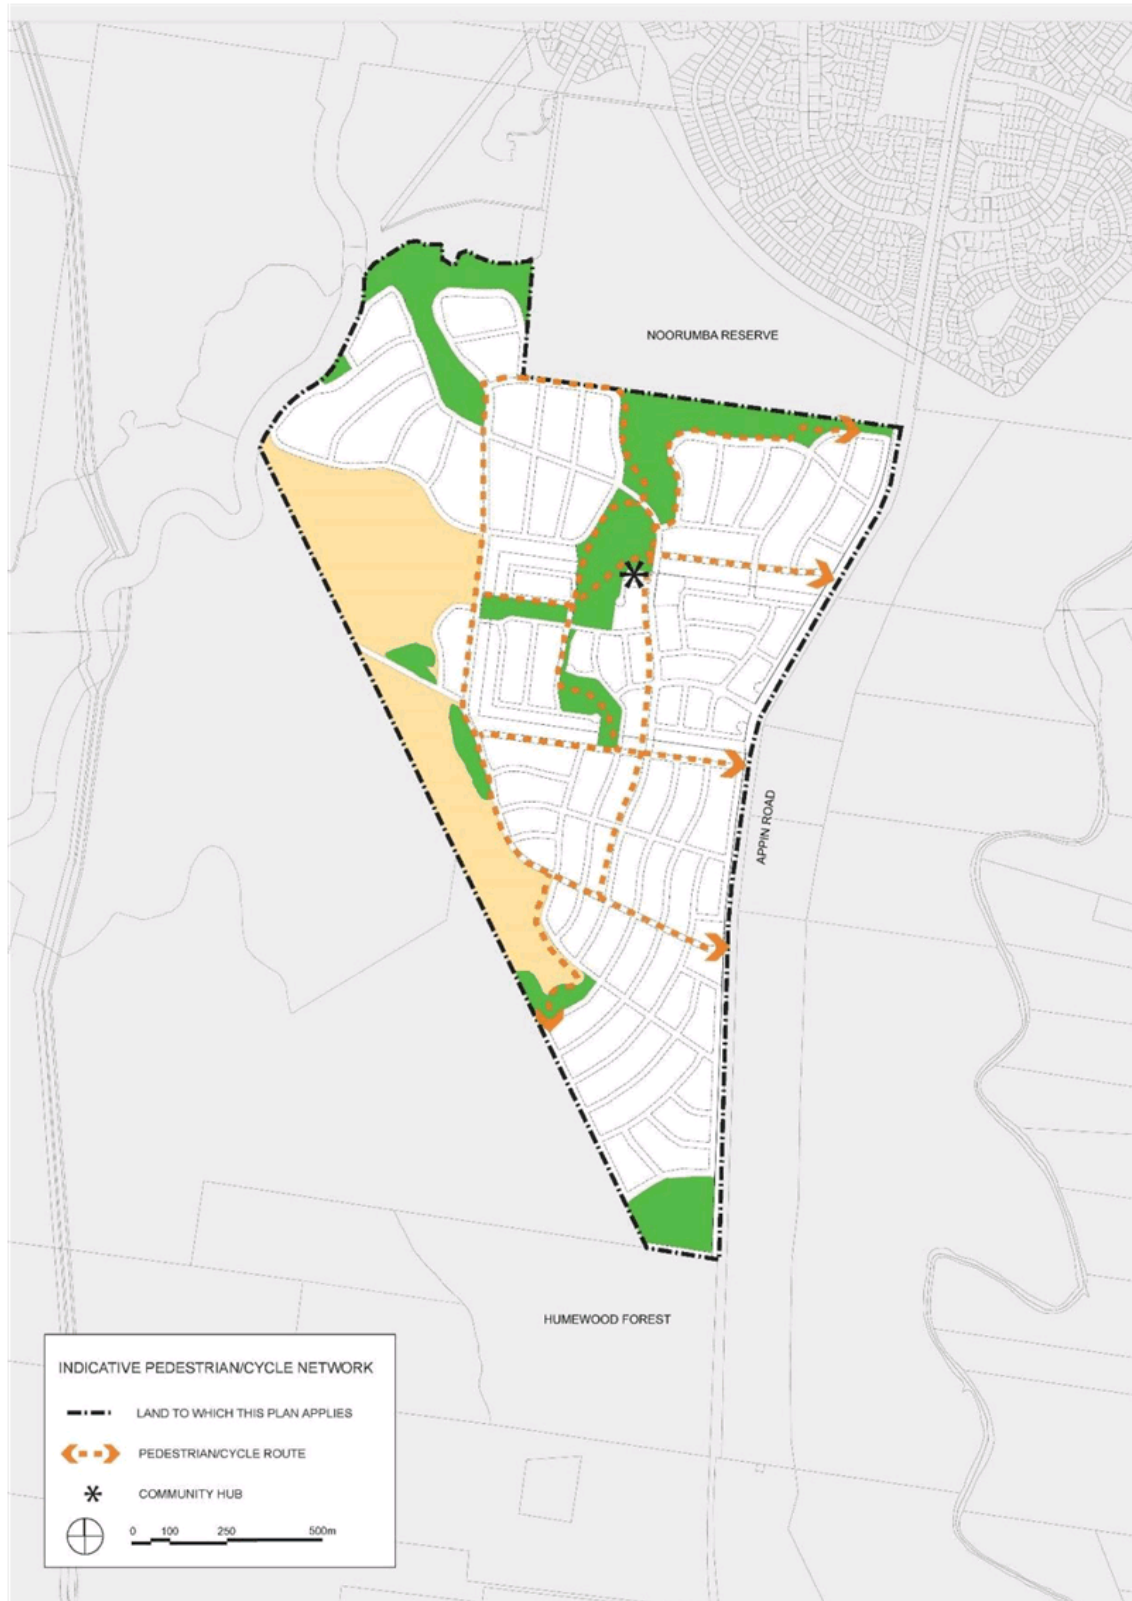 NOORUMBA RESERVE
APPIN ROAD
HUMEWOOD FOREST
INDICATIVE PEDESTRIAN/CYCLE NETWORK
LAND TO WHICH THIS PLAN APPLIES
PEDESTRIAN/CYCLE ROUTE
COMMUNITY HUB
0 100 250 500m